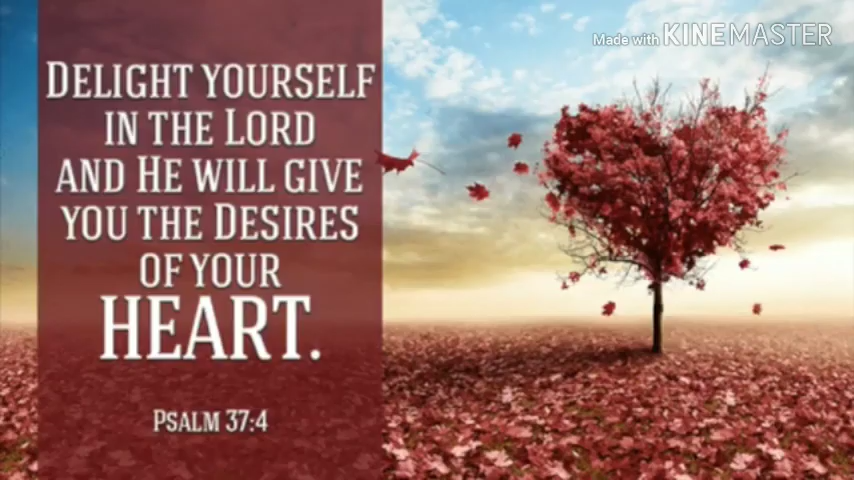 Made with KINEMASTER
DELIGHT YOURSELF
IN THE LORD
AND HE WILL GIVE
YOU THE DESIRES
OF YOUR
HEART.
PSALM 37:4